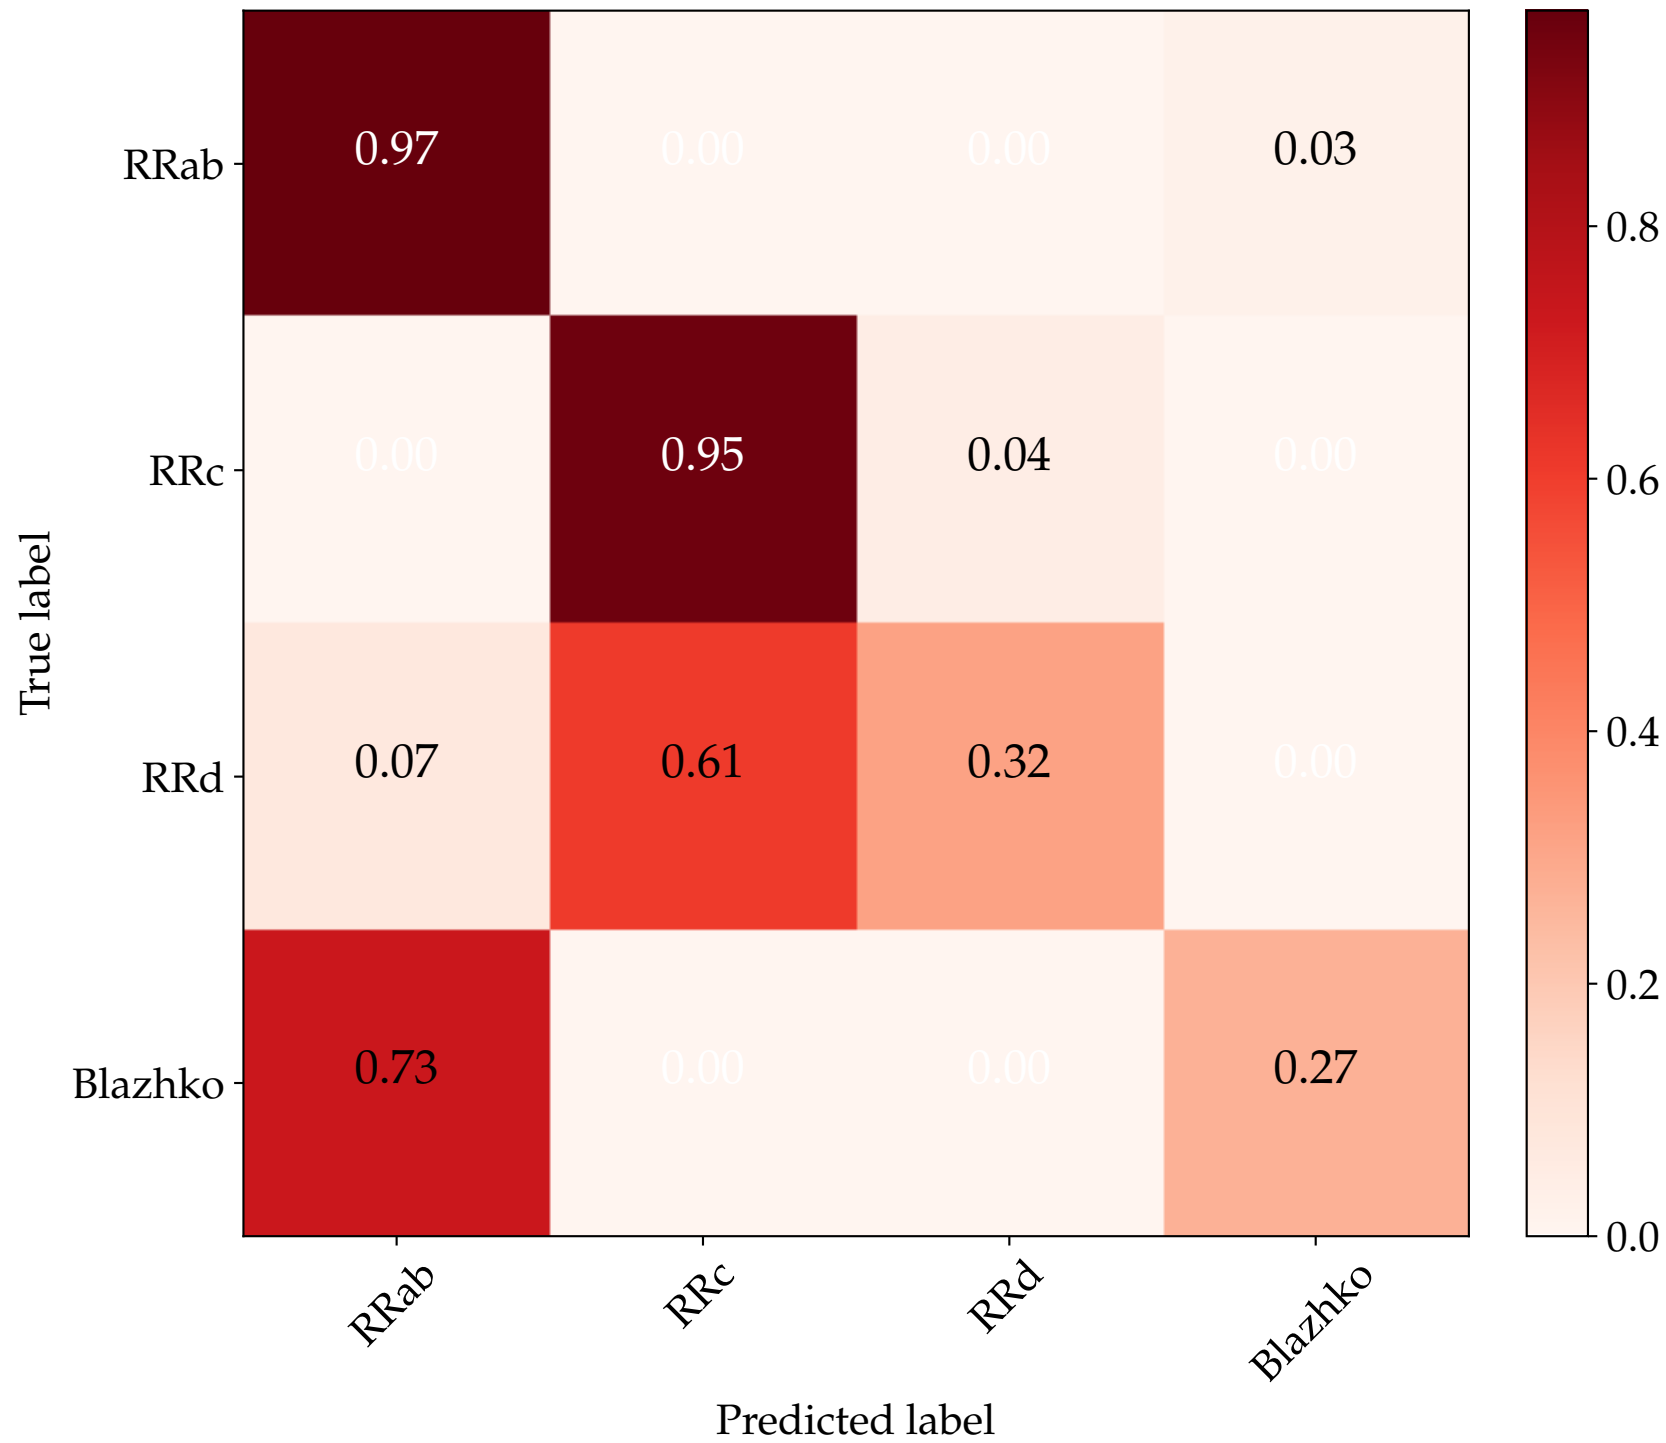 True label
RRab
0.97 0.00 0.00 0.03
RRc
0.00 0.95 0.04 0.00
RRd
0.07 0.61 0.32 0.00
Blazhko
0.73 0.00 0.00 0.27
RRab
RRc
RRd
Blazhko
Predicted label
0.8
0.6
0.4
0.2
0.0